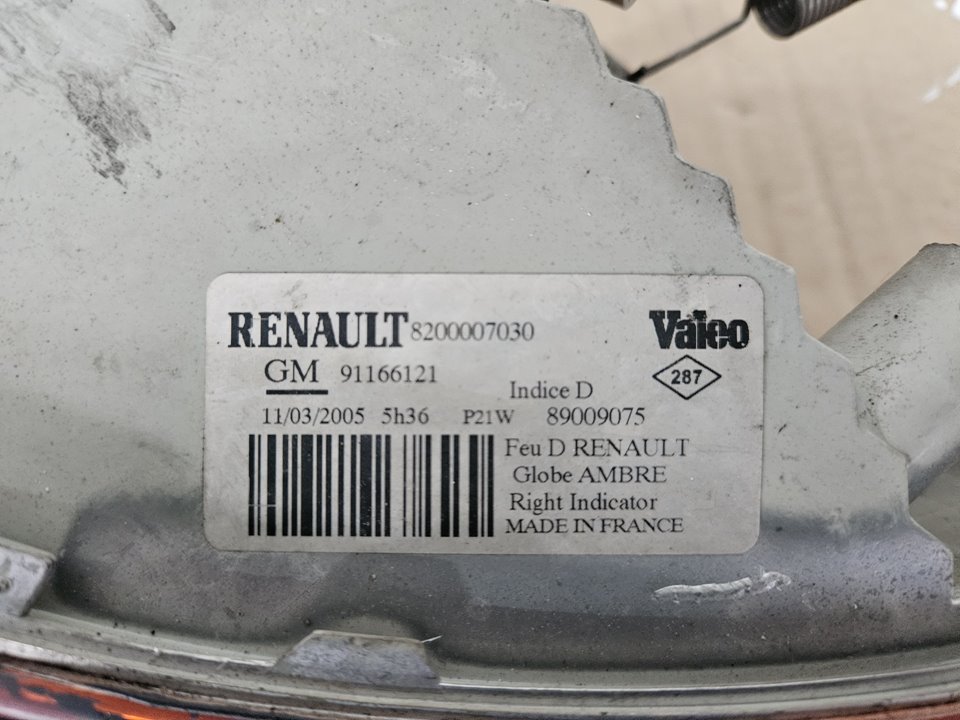 RENAULT 8200007030 Valeo
GM 91166121 287
Indice D
11/03/2005 5h36 P21W 89009075
Feu D RENAULT
Globe AMBRE
Right Indicator
MADE IN FRANCE